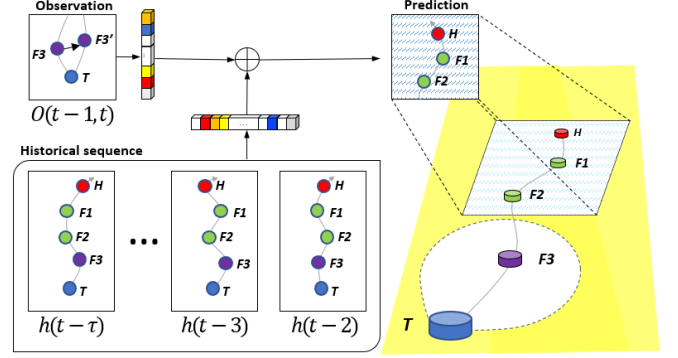 Observation
F3
F3'
T
O(t − 1, t)
Prediction
H
F1
F2
Historical sequence
H
F1
F2
F3
T
h(t − τ)
...
H
F1
F2
F3
T
h(t − 3)
H
F1
F2
F3
T
h(t − 2)
...
H
F1
F2
F3
T